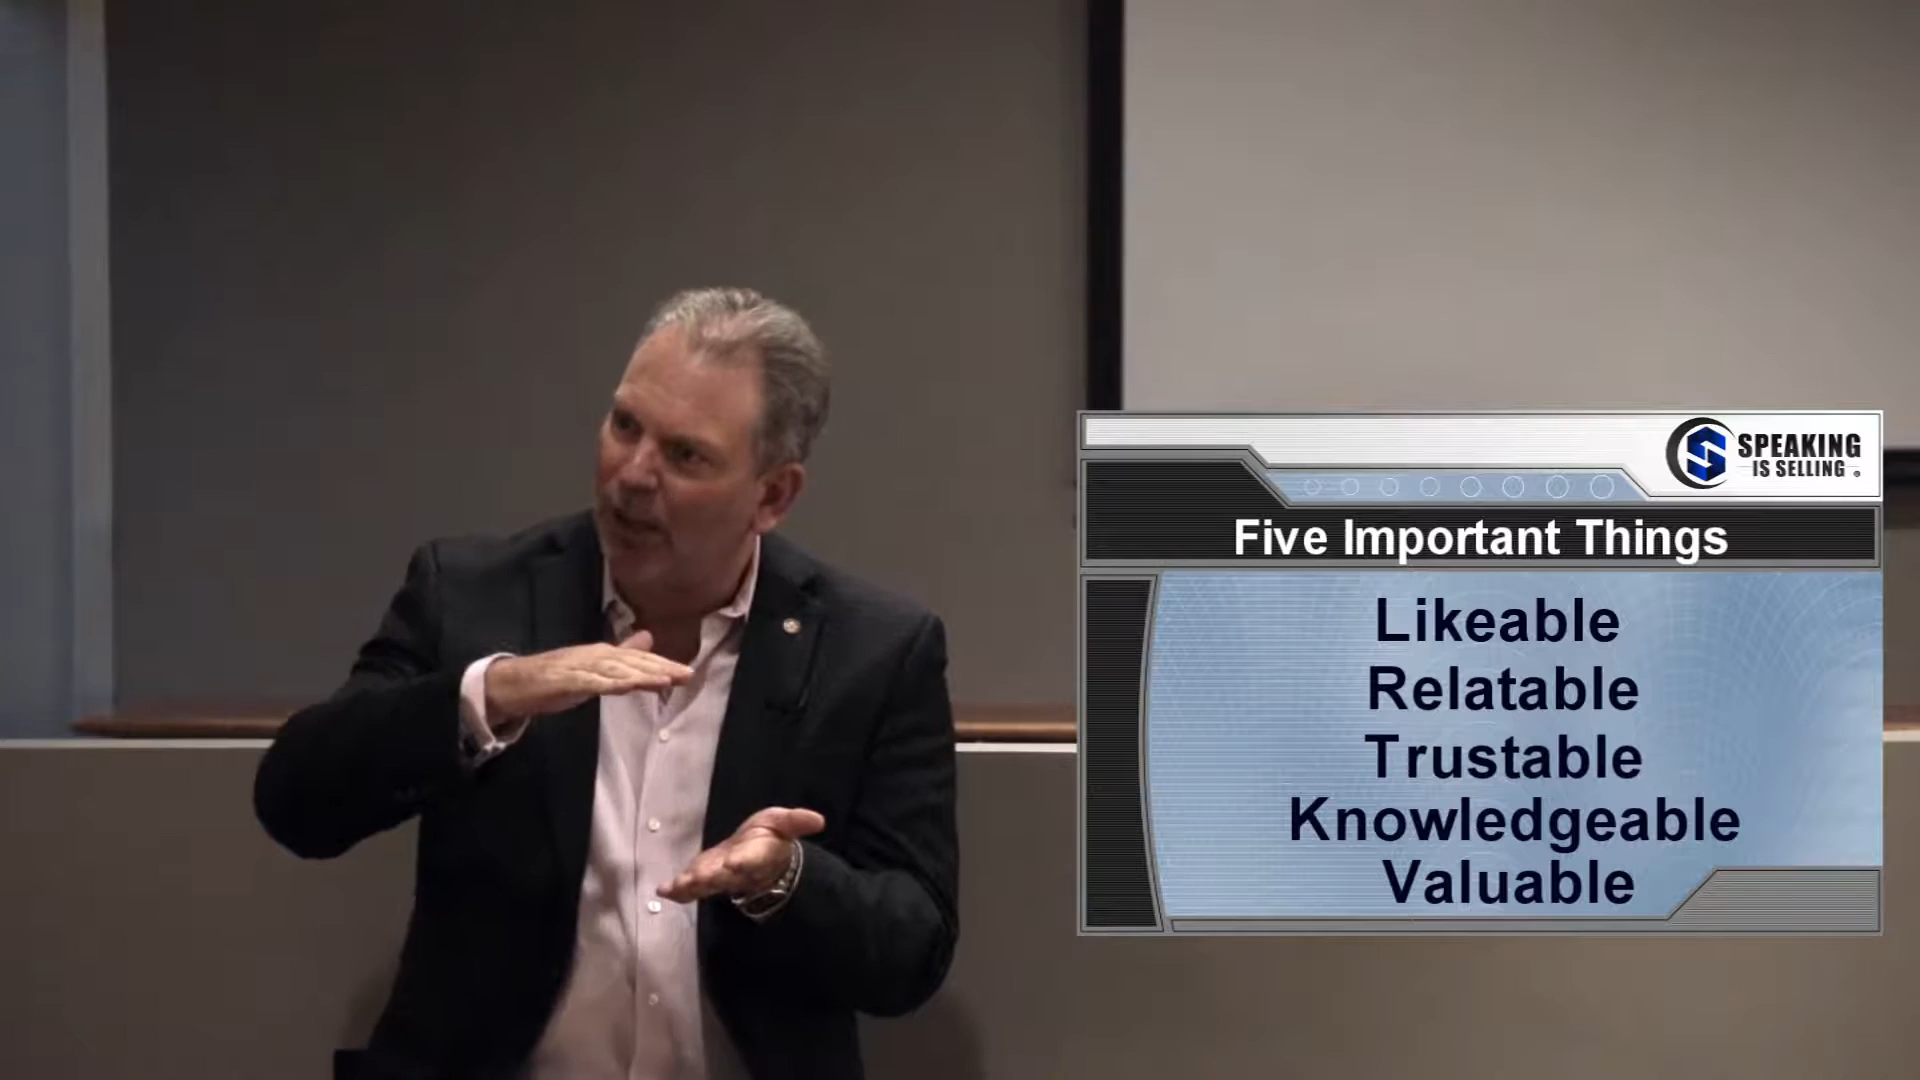 SPEAKING
IS SELLING
Five Important Things
Likeable
Relatable
Trustable
Knowledgeable
Valuable